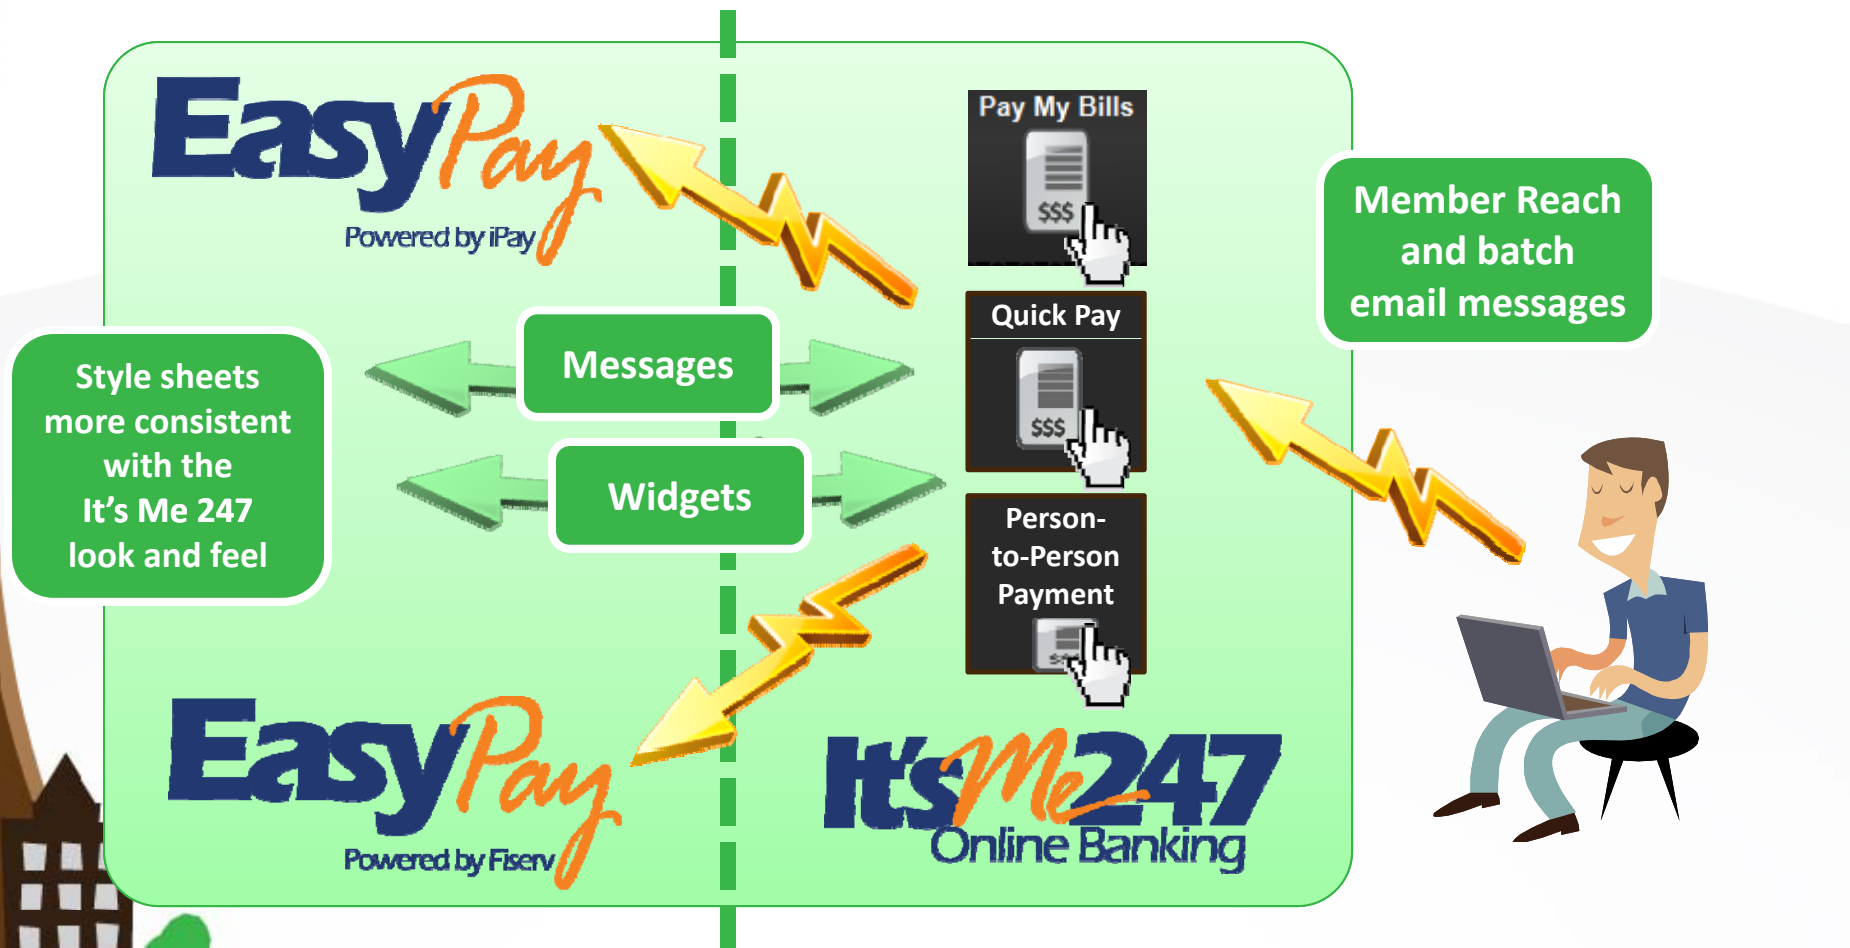 EasyPay
Powered by iPay
Pay My Bills
$$$
Member Reach
and batch
email messages
Quick Pay
$$$
Messages
Style sheets
more consistent
with the
It's Me 247
look and feel
Widgets
Person-
to-Person
Payment
EasyPay
Powered by Fiserv
It'sMe247
Online Banking